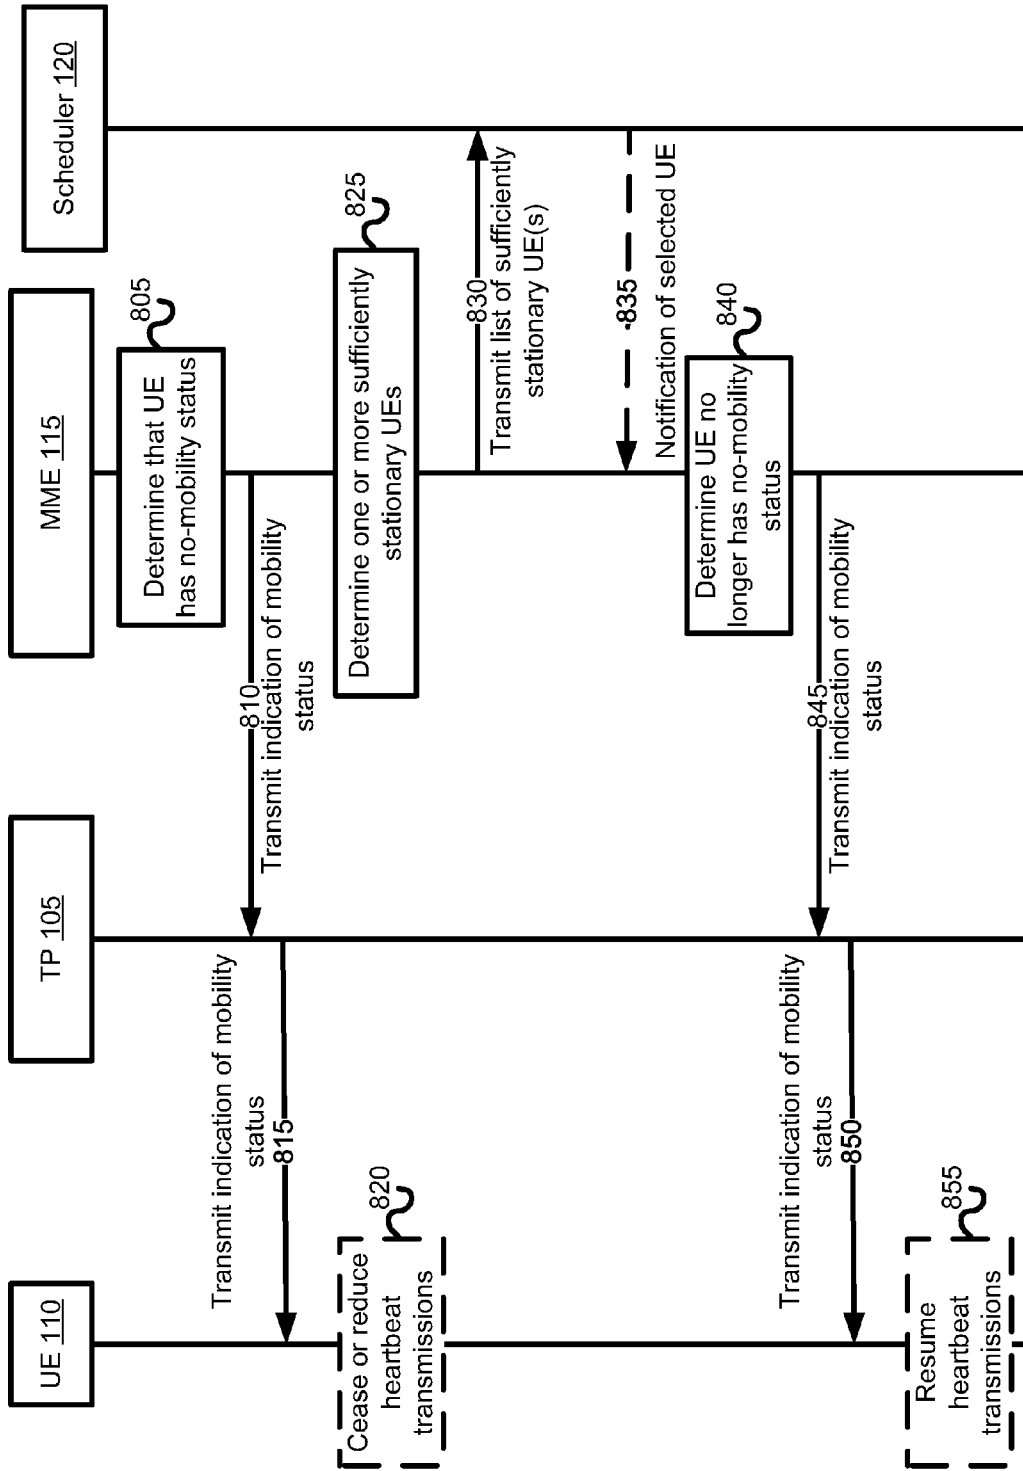 UE 110
TP 105
MME 115
Scheduler 120
Determine that UE
has no-mobility status
805
810
Transmit indication of mobility
status
Transmit indication of mobility
status
815
Cease or reduce
heartbeat
transmissions
820
Determine one or more sufficiently
stationary UEs
825
830
Transmit list of sufficiently
stationary UE(s)
835
Notification of selected UE
Determine UE no
longer has no-mobility
status
840
845
Transmit indication of mobility
status
Transmit indication of mobility
status
850
Resume
heartbeat
transmissions
855